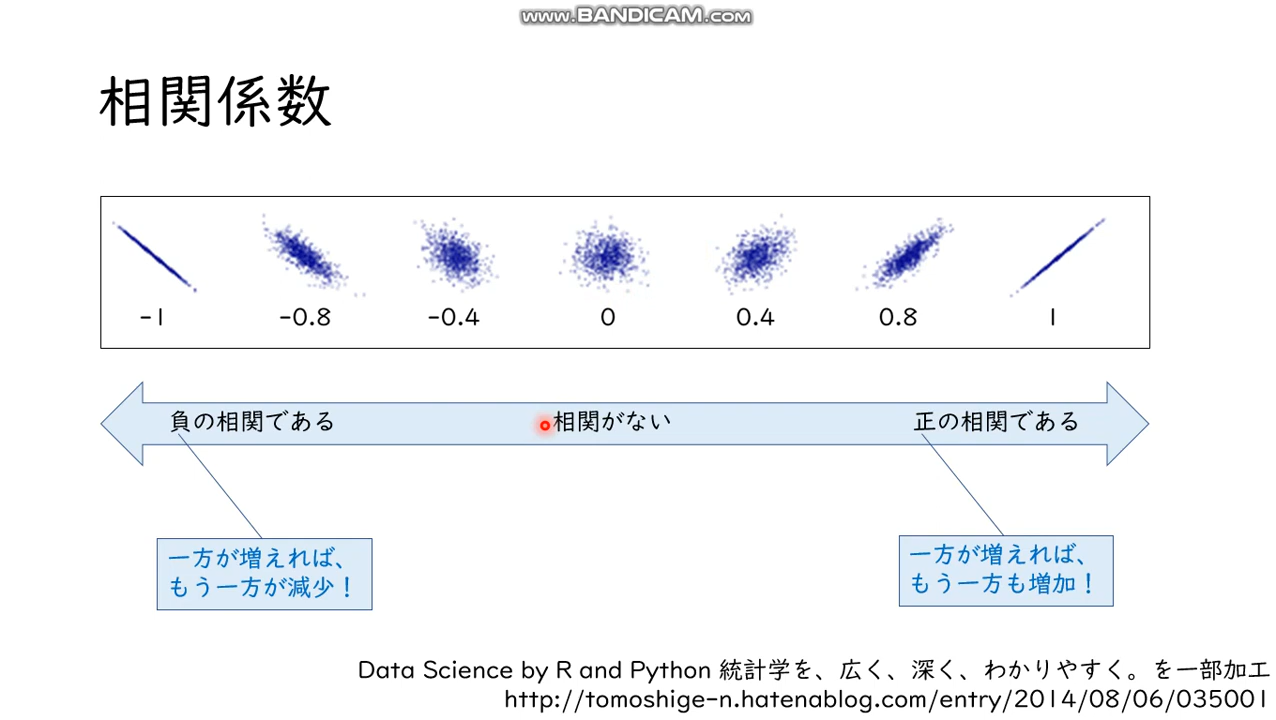 www.BANDICAM.com
相関係数
-1 -0.8 -0.4 0 0.4 0.8 1
負の相関である 相関がない 正の相関である
一方が増えれば、
もう一方が減少！
一方が増えれば、
もう一方も増加！
Data Science by R and Python 統計学を、広く、深く、わかりやすく。を一部加工
http://tomoshige-n.hatenablog.com/entry/2014/08/06/035001